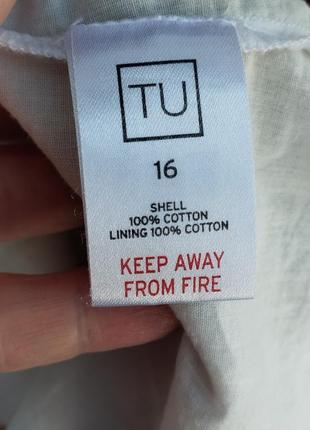 TU
16
SHELL
100% COTTON
LINING 100% COTTON
KEEP AWAY
FROM FIRE